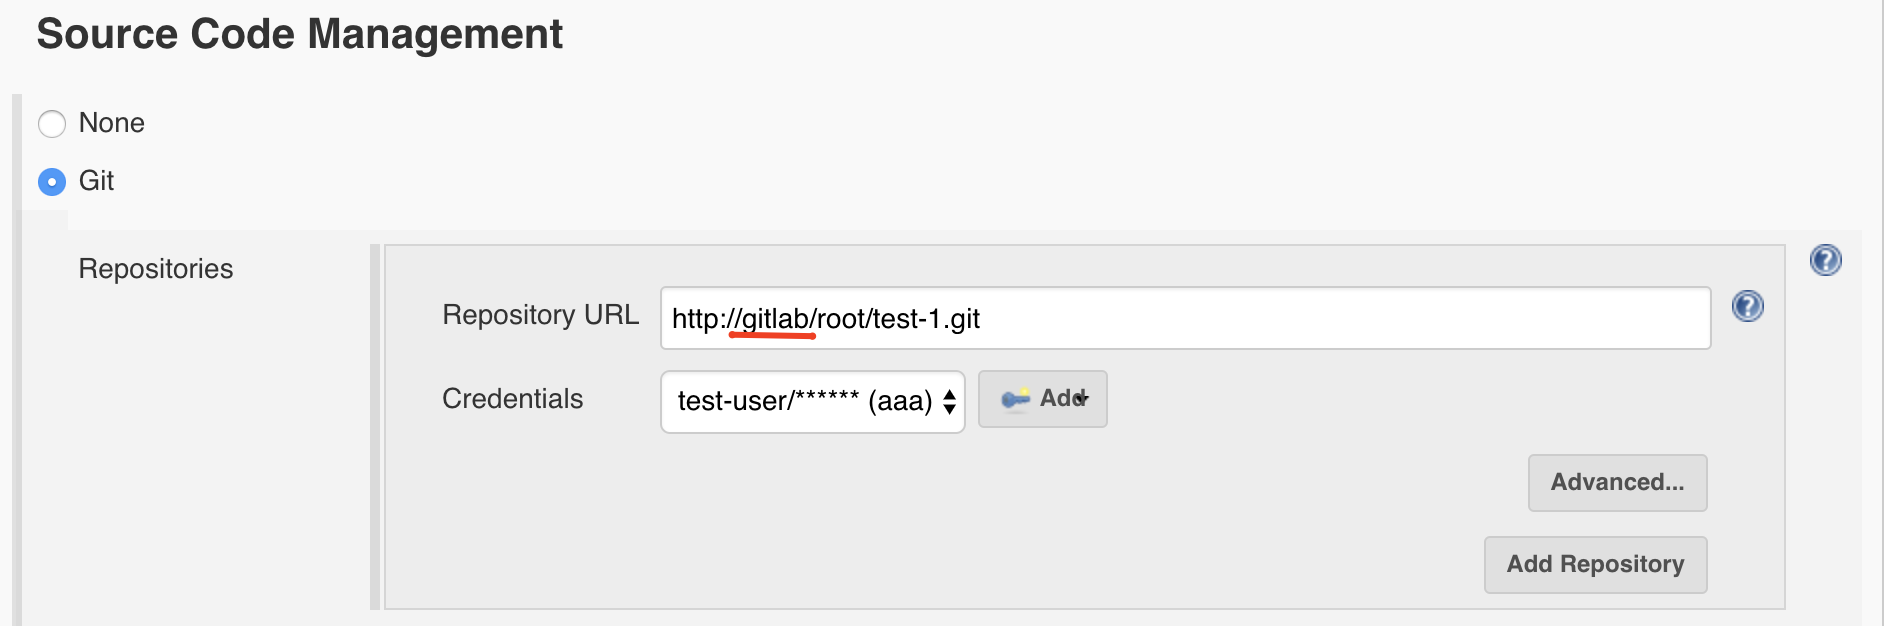 Source Code Management
None
Git
Repositories
Repository URL http://gitlab/root/test-1.git
Credentials test-user/****** (aaa) Add
Advanced...
Add Repository